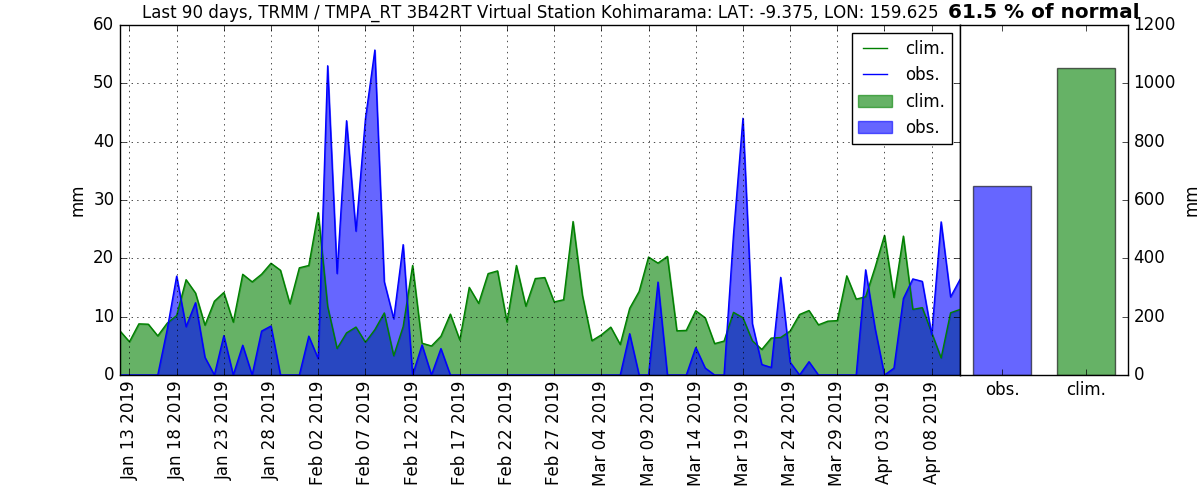 Last 90 days, TRMM / TMPA_RT 3B42RT Virtual Station Kohimarama: LAT: -9.375, LON: 159.625 61.5 % of normal
60
50
40
30
20
10
0
mm
clim.
obs.
clim.
obs.
Jan 13 2019
Jan 18 2019
Jan 23 2019
Jan 28 2019
Feb 02 2019
Feb 07 2019
Feb 12 2019
Feb 17 2019
Feb 22 2019
Feb 27 2019
Mar 04 2019
Mar 09 2019
Mar 14 2019
Mar 19 2019
Mar 24 2019
Mar 29 2019
Apr 03 2019
Apr 08 2019
1200
1000
800
600
400
200
0
mm
obs.
clim.